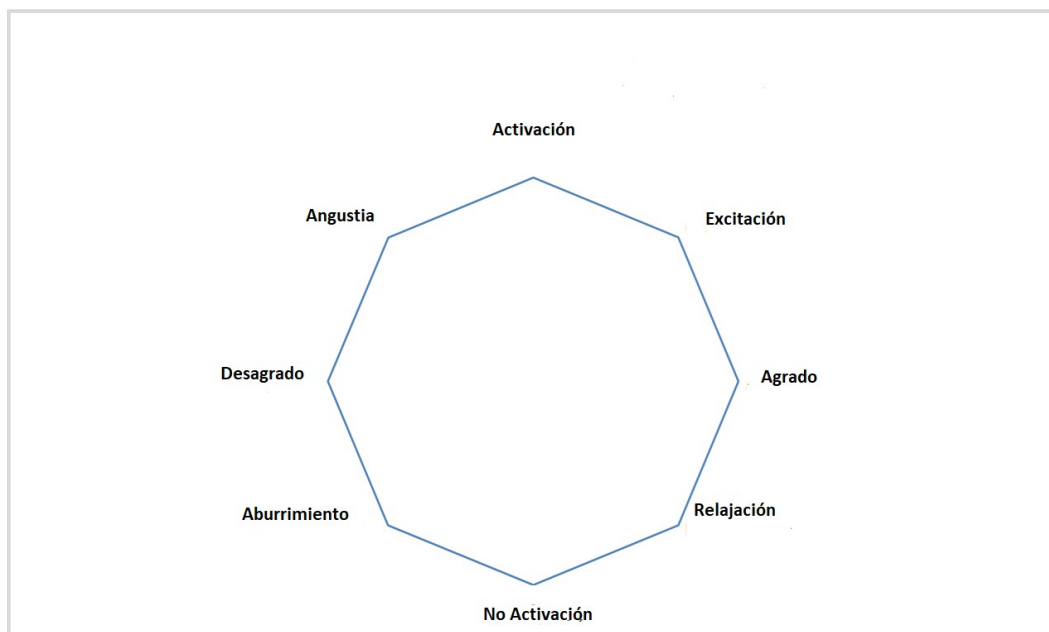 Activación
Angustia
Excitación
Desagrado
Agrado
Aburrimiento
Relajación
No Activación